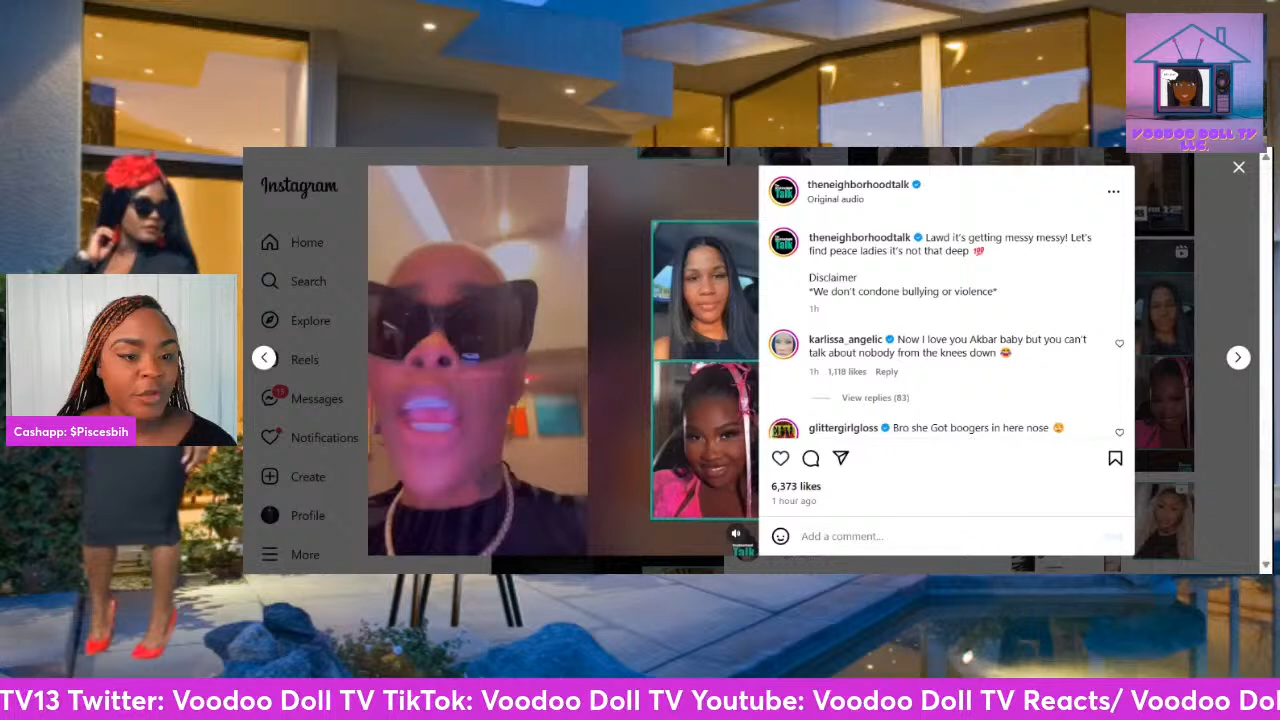 VOODOO DOLL TV
LLC.
Instagram
Home
Search
Explore
Reels
15
Messages
Notifications
Create
Profile
More
Cashapp: $Piscesbih
Talk
theneighborhoodtalk
Original audio
theneighborhoodtalk Lawd it's getting messy messy! Let's
find peace ladies it's not that deep 💯
Disclaimer
*We don't condone bullying or violence*
1h
karlissa_angelic Now I love you Akbar baby but you can't
talk about nobody from the knees down 😂
1h 1,118 likes Reply
View replies (83)
glittergirlgloss Bro she Got boogers in here nose 😩
6,373 likes
1 hour ago
Add a comment...
TV13 Twitter: Voodoo Doll TV TikTok: Voodoo Doll TV Youtube: Voodoo Doll TV Reacts/ Voodoo Do